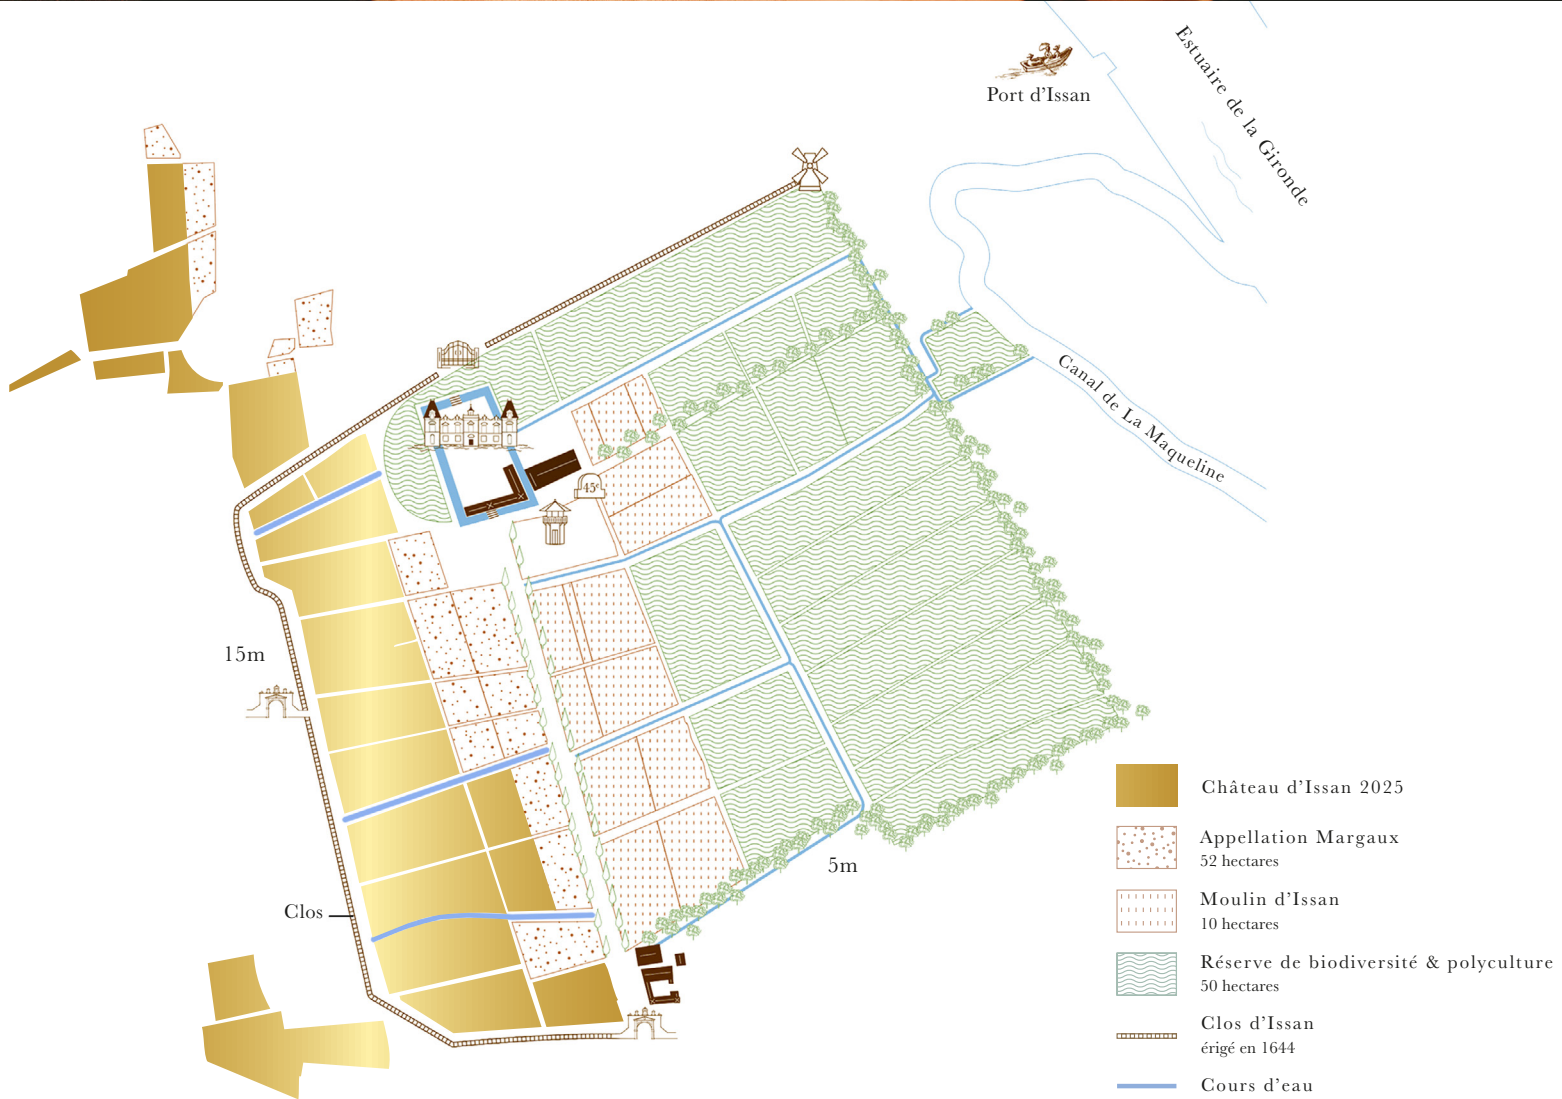 Port d'Issan
Estuaire de la Gironde
Canal de La Maqueline
45e
15m
5m
Clos
Château d'Issan 2025
Appellation Margaux
52 hectares
Moulin d'Issan
10 hectares
Réserve de biodiversité & polyculture
50 hectares
Clos d'Issan
érigé en 1644
Cours d'eau